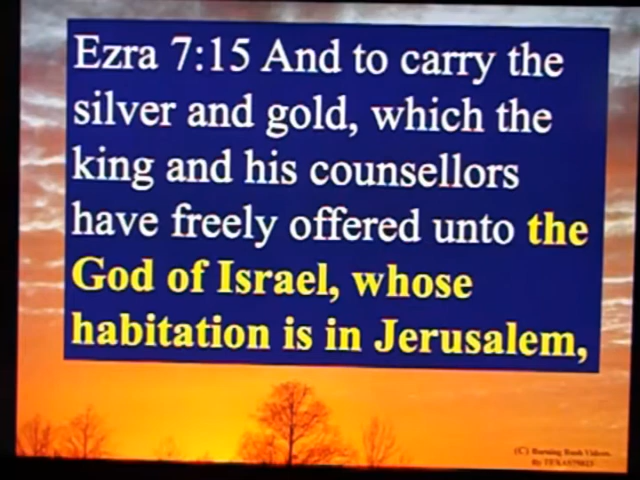 Ezra 7:15 And to carry the
silver and gold, which the
king and his counsellors
have freely offered unto the
God of Israel, whose
habitation is in Jerusalem,
(C) Burning Bush Videos.